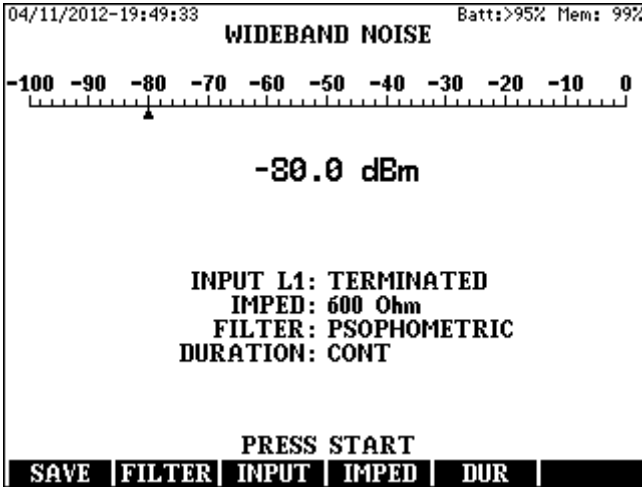 04/11/2012-19:49:33 Batt:>95% Mem: 99%
WIDEBAND NOISE
-100 -90 -80 -70 -60 -50 -40 -30 -20 -10 0
-80.0 dBm
INPUT L1: TERMINATED
IMPED: 600 Ohm
FILTER: PSOPHOMETRIC
DURATION: CONT
PRESS START
SAVE FILTER INPUT IMPED DUR